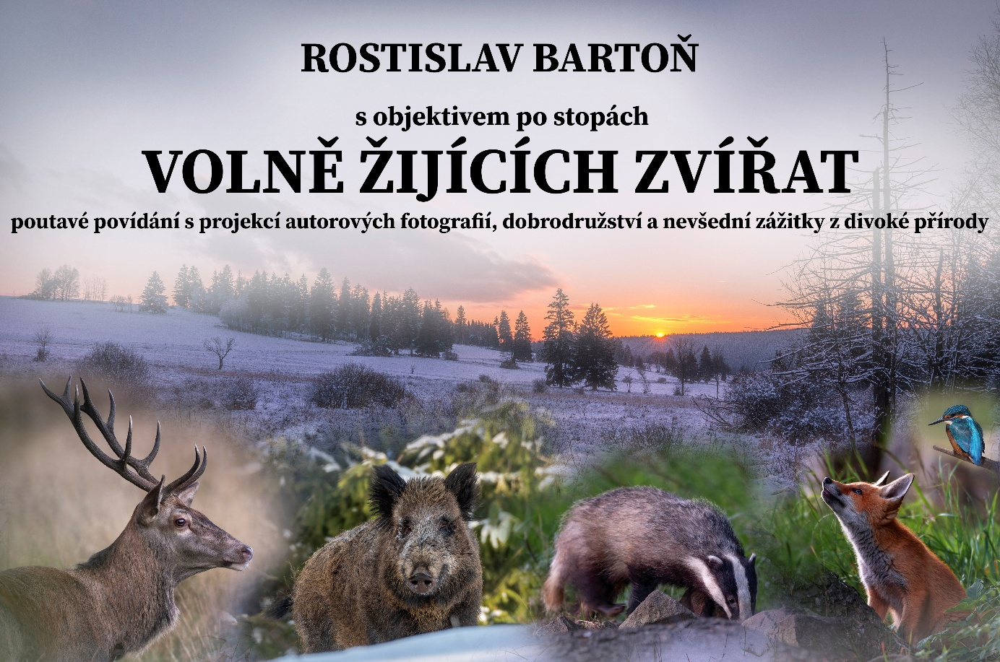 ROSTISLAV BARTOŇ
s objektivem po stopách
VOLNĚ ŽIJÍCÍCH ZVÍŘAT
poutavé povídání s projekcí autorových fotografií, dobrodružství a nevšední zážitky z divoké přírody